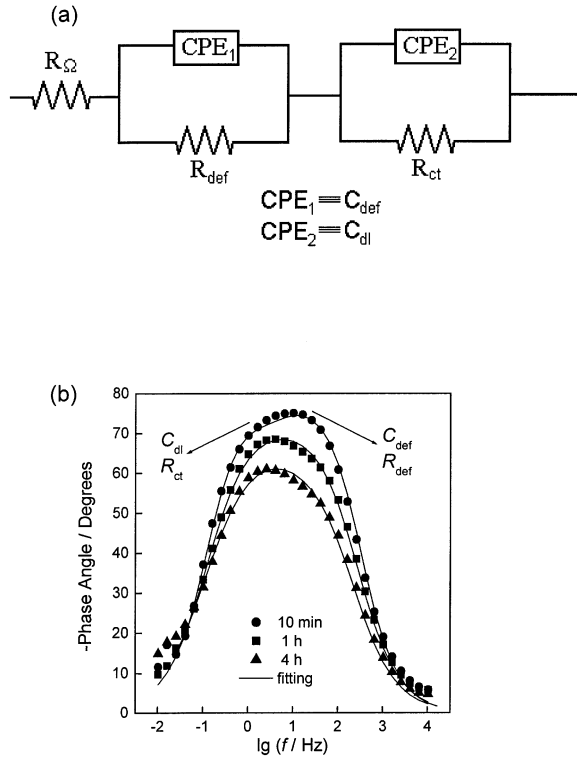 (a)
CPE1
CPE2
RΩ
Rdef
Rct
CPE1≡Cdef
CPE2≡Cdl
(b)
80
70
60
50
40
30
20
10
0
-Phase Angle / Degrees
Cdl
Rct
Cdef
Rdef
10 min
1 h
4 h
fitting
-2 -1 0 1 2 3 4
lg (f / Hz)